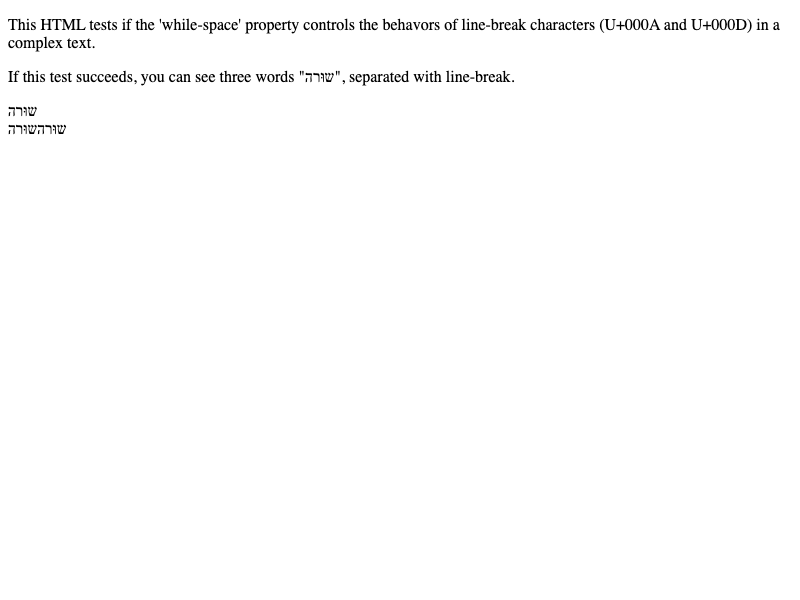 This HTML tests if the 'while-space' property controls the behavors of line-break characters (U+000A and U+000D) in a
complex text.
If this test succeeds, you can see three words "שורה", separated with line-break.
שורה
שורהשורה